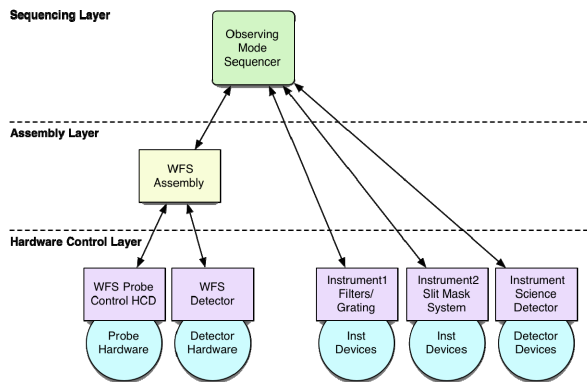 Sequencing Layer
Observing
Mode
Sequencer
Assembly Layer
WFS
Assembly
Hardware Control Layer
WFS Probe
Control HCD
WFS
Detector
Instrument1
Filters/
Grating
Instrument2
Slit Mask
System
Instrument
Science
Detector
Probe
Hardware
Detector
Hardware
Inst
Devices
Inst
Devices
Detector
Devices